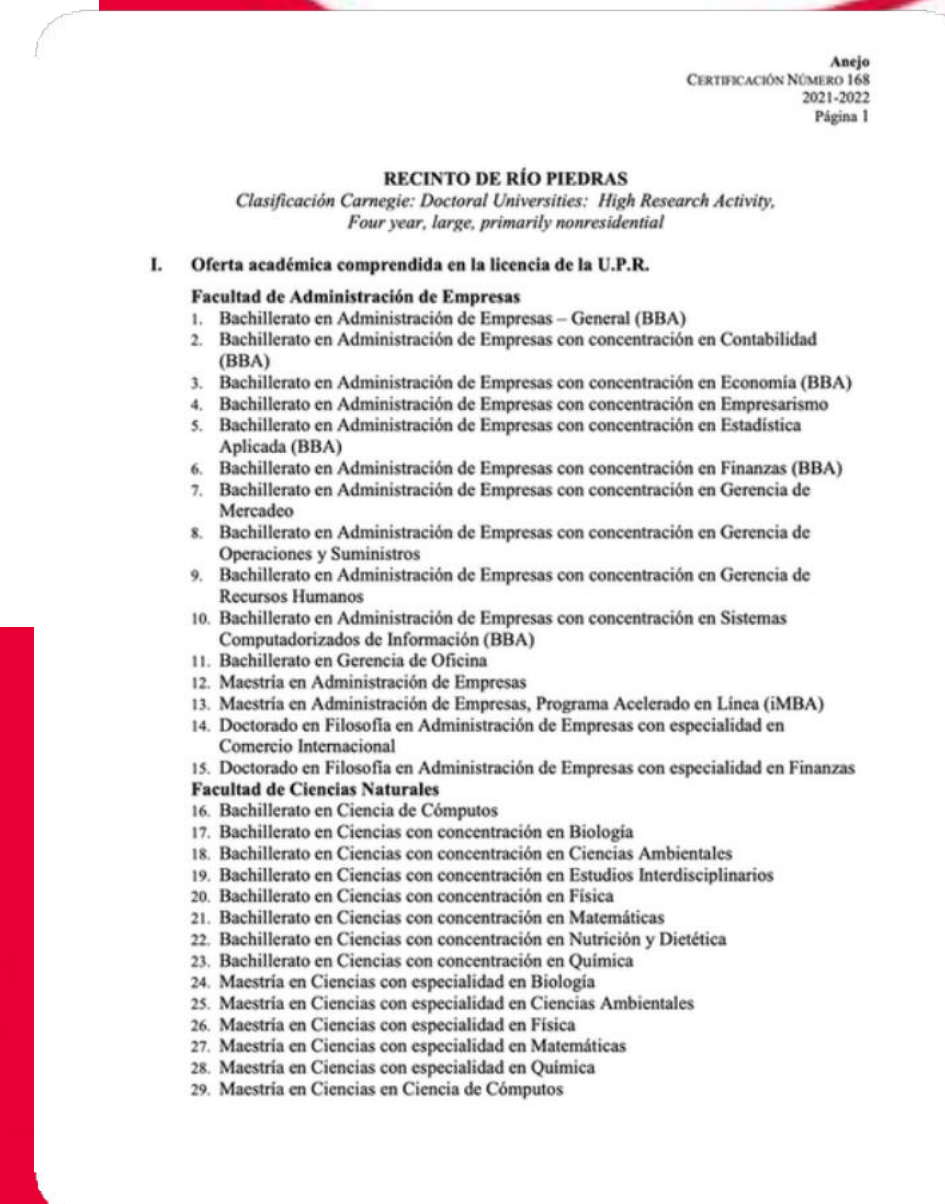 Anejo
CERTIFICACIÓN NÚMERO 168
2021-2022
Página 1
RECINTO DE RÍO PIEDRAS
Clasificación Carnegie: Doctoral Universities: High Research Activity,
Four year, large, primarily nonresidential
I. Oferta académica comprendida en la licencia de la U.P.R.
Facultad de Administración de Empresas
1. Bachillerato en Administración de Empresas – General (BBA)
2. Bachillerato en Administración de Empresas con concentración en Contabilidad
(BBA)
3. Bachillerato en Administración de Empresas con concentración en Economía (BBA)
4. Bachillerato en Administración de Empresas con concentración en Empresarismo
5. Bachillerato en Administración de Empresas con concentración en Estadística
Aplicada (BBA)
6. Bachillerato en Administración de Empresas con concentración en Finanzas (BBA)
7. Bachillerato en Administración de Empresas con concentración en Gerencia de
Mercadeo
8. Bachillerato en Administración de Empresas con concentración en Gerencia de
Operaciones y Suministros
9. Bachillerato en Administración de Empresas con concentración en Gerencia de
Recursos Humanos
10. Bachillerato en Administración de Empresas con concentración en Sistemas
Computadorizados de Información (BBA)
11. Bachillerato en Gerencia de Oficina
12. Maestría en Administración de Empresas
13. Maestría en Administración de Empresas, Programa Acelerado en Línea (iMBA)
14. Doctorado en Filosofía en Administración de Empresas con especialidad en
Comercio Internacional
15. Doctorado en Filosofía en Administración de Empresas con especialidad en Finanzas
Facultad de Ciencias Naturales
16. Bachillerato en Ciencia de Cómputos
17. Bachillerato en Ciencias con concentración en Biología
18. Bachillerato en Ciencias con concentración en Ciencias Ambientales
19. Bachillerato en Ciencias con concentración en Estudios Interdisciplinarios
20. Bachillerato en Ciencias con concentración en Física
21. Bachillerato en Ciencias con concentración en Matemáticas
22. Bachillerato en Ciencias con concentración en Nutrición y Dietética
23. Bachillerato en Ciencias con concentración en Química
24. Maestría en Ciencias con especialidad en Biología
25. Maestría en Ciencias con especialidad en Ciencias Ambientales
26. Maestría en Ciencias con especialidad en Física
27. Maestría en Ciencias con especialidad en Matemáticas
28. Maestría en Ciencias con especialidad en Química
29. Maestría en Ciencias en Ciencia de Cómputos